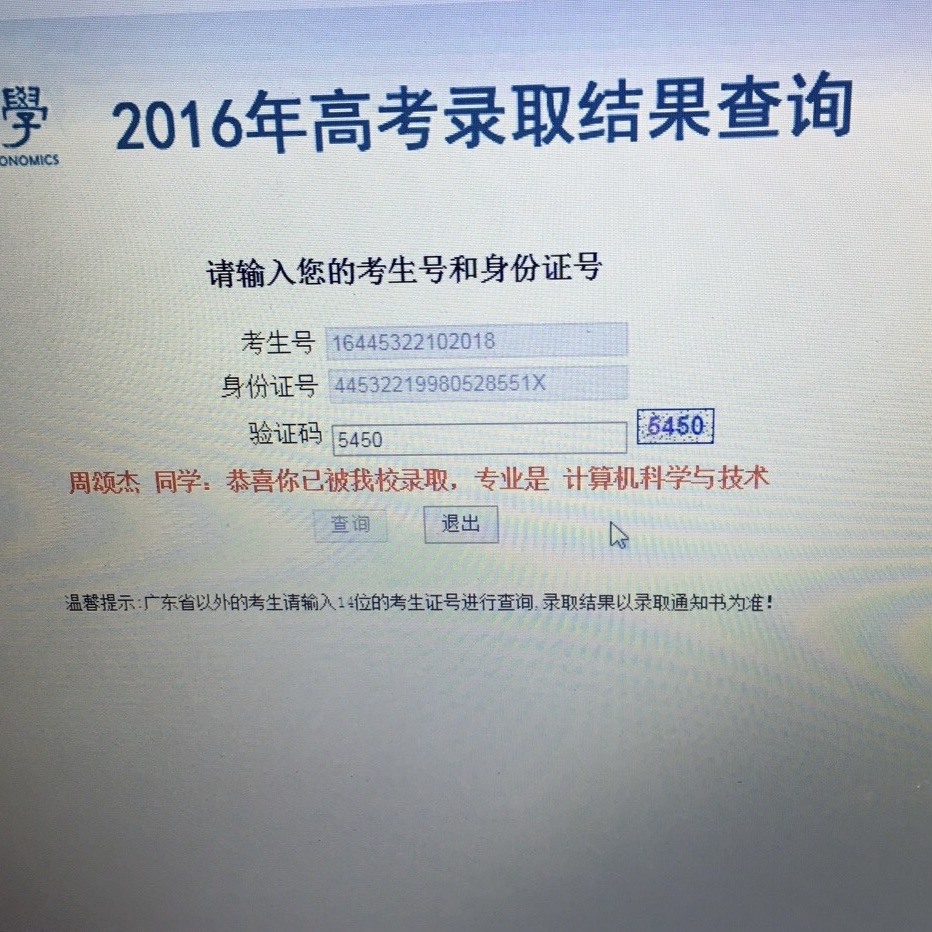 學
ONOMICS
2016年高考录取结果查询
请输入您的考生号和身份证号
考生号 16445322102018
身份证号 44532219980528551X
验证码 5450 5450
周颂杰 同学：恭喜你已被我校录取，专业是 计算机科学与技术
查询 退出
温馨提示:广东省以外的考生请输入14位的考生证号进行查询,录取结果以录取通知书为准!